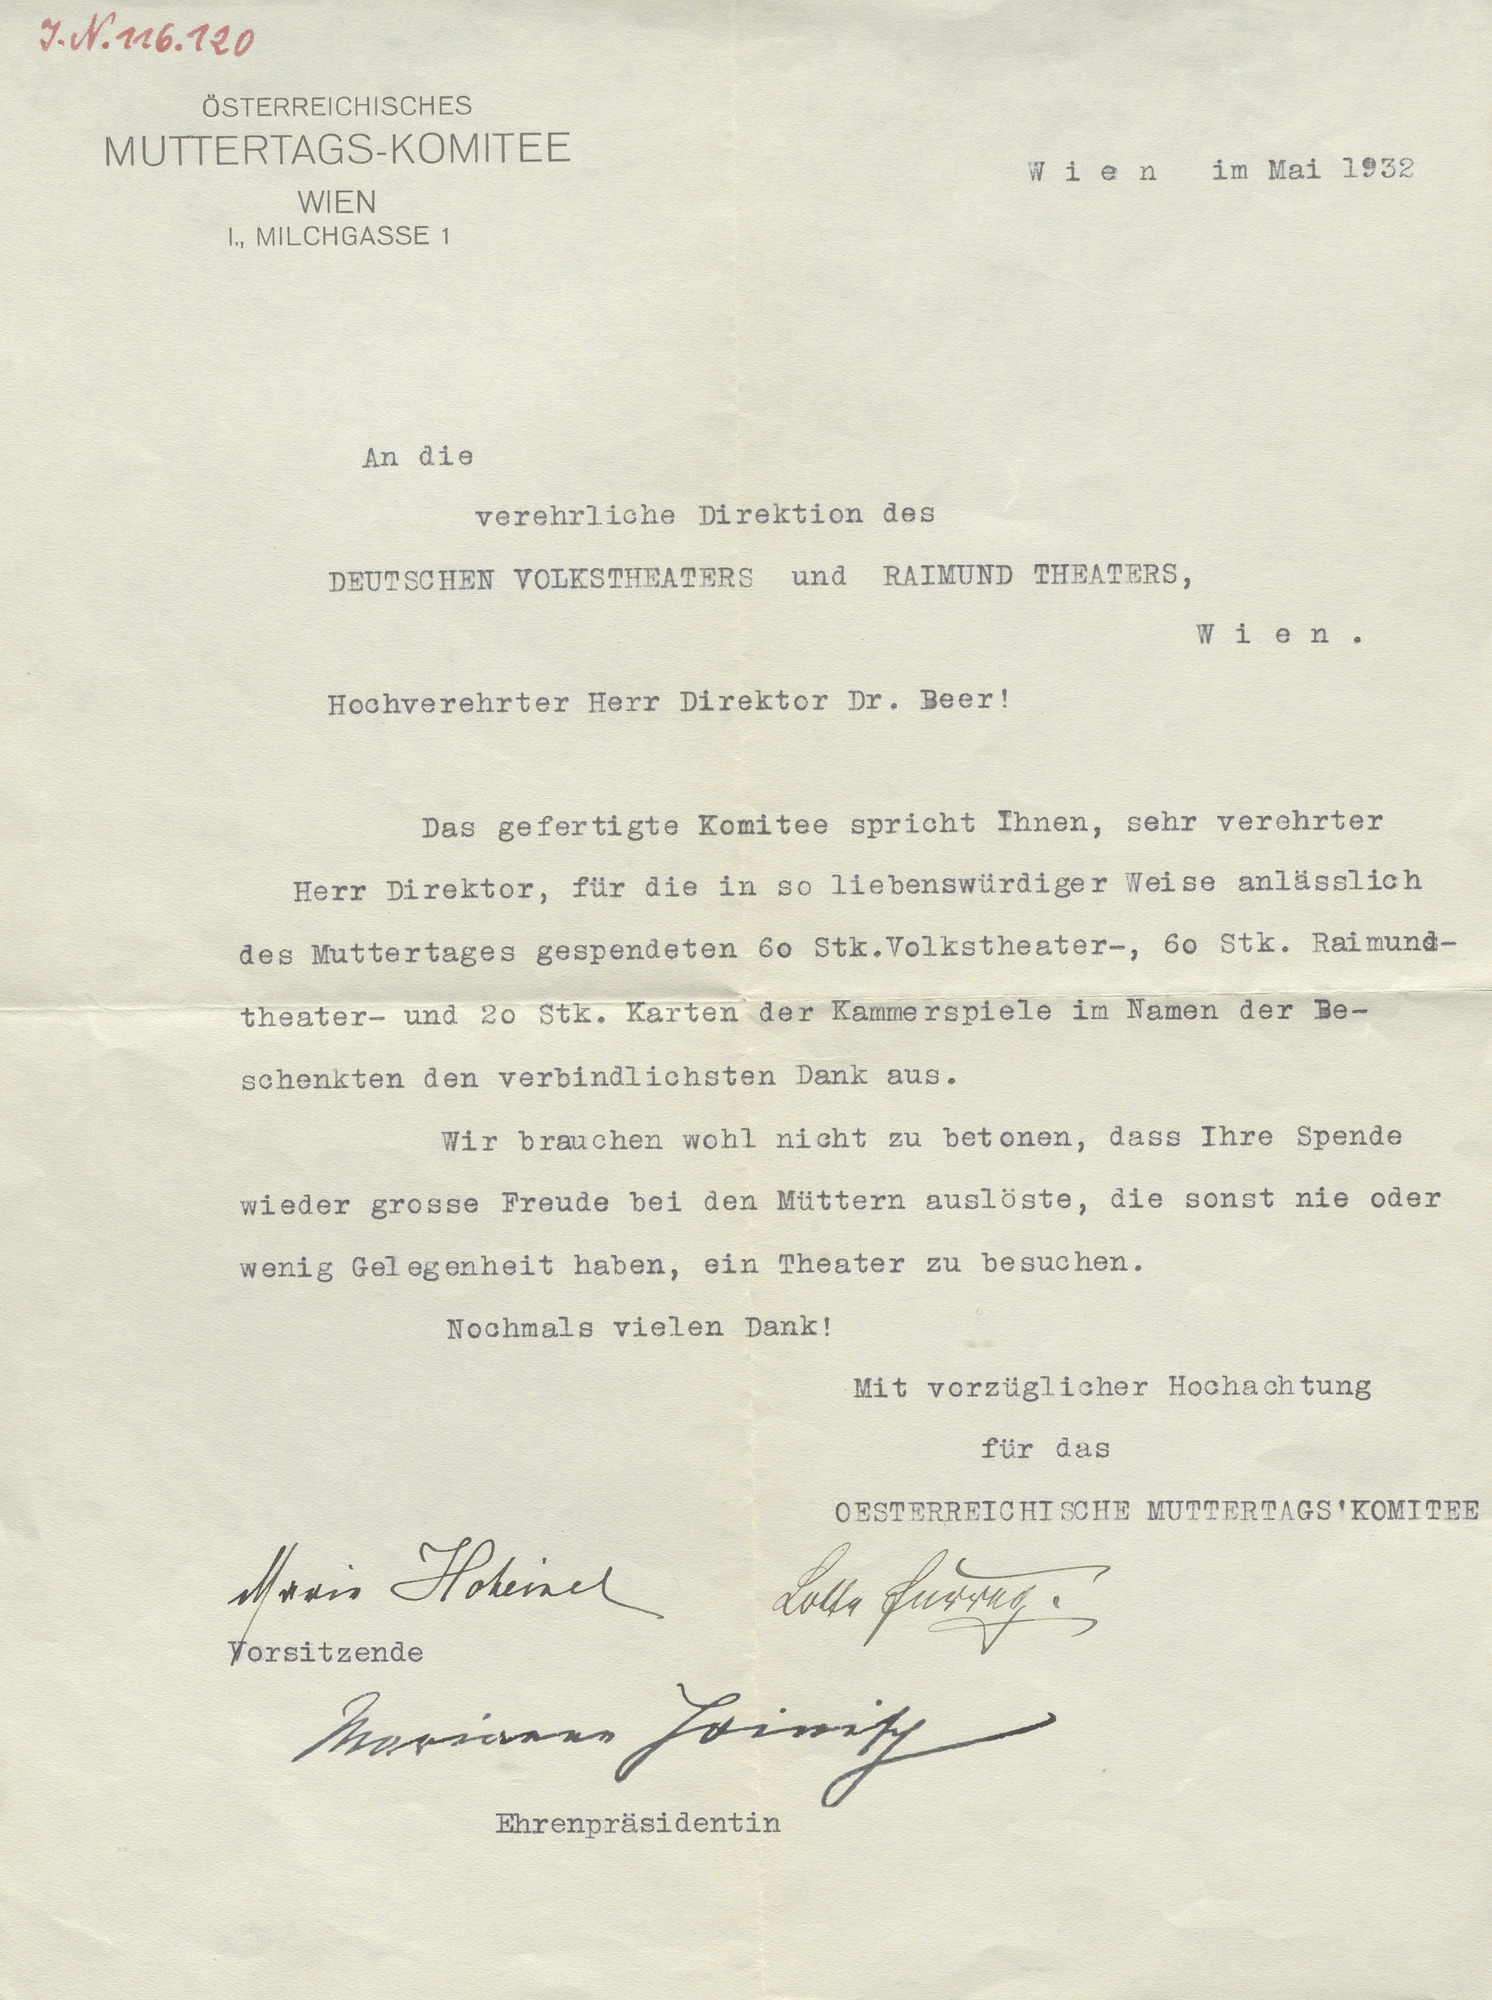 J.N. 116.120
ÖSTERREICHISCHES
MUTTERTAGS-KOMITEE
WIEN
I., MILCHGASSE 1
W i e n im Mai 1932
An die
verehrliche Direktion des
DEUTSCHEN VOLKSTHEATERS und RAIMUND THEATERS,
W i e n .
Hochverehrter Herr Direktor Dr. Beer!
Das gefertigte Komitee spricht Ihnen, sehr verehrter
Herr Direktor, für die in so liebenswürdiger Weise anlässlich
des Muttertages gespendeten 6o Stk.Volkstheater-, 6o Stk. Raimund-
theater- und 2o Stk. Karten der Kammerspiele im Namen der Be-
schenkten den verbindlichsten Dank aus.
Wir brauchen wohl nicht zu betonen, dass Ihre Spende
wieder grosse Freude bei den Müttern auslöste, die sonst nie oder
wenig Gelegenheit haben, ein Theater zu besuchen.
Nochmals vielen Dank!
Mit vorzüglicher Hochachtung
für das
OESTERREICHISCHE MUTTERTAGS'KOMITEE
Marie Lotte
Vorsitzende
Marianne
Ehrenpräsidentin